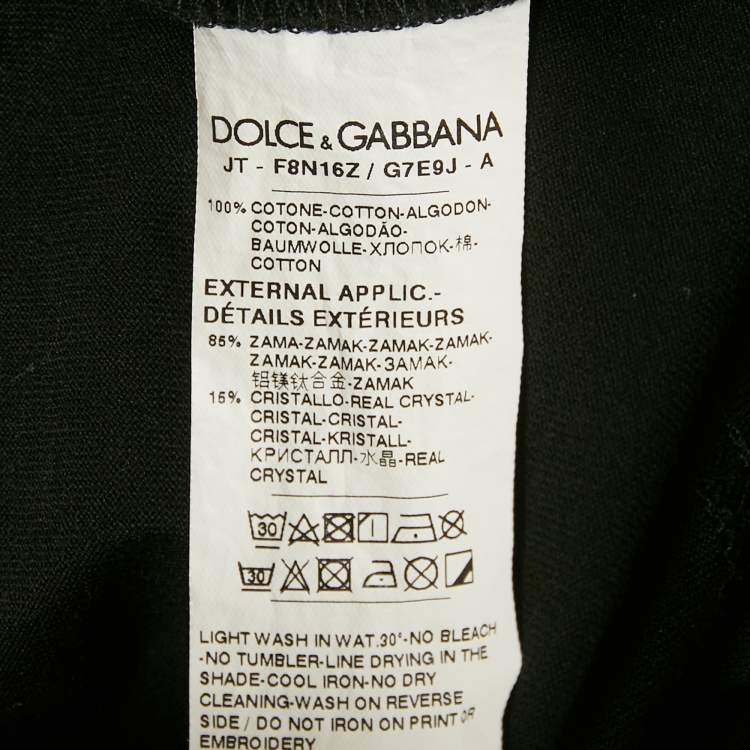 DOLCE & GABBANA
JT - F8N16Z / G7E9J - A
100% COTONE-COTTON-ALGODON-
COTON-ALGODÃO-
BAUMWOLLE-ХЛОПОК-棉-
COTTON
EXTERNAL APPLIC.-
DÉTAILS EXTÉRIEURS
85% ZAMA-ZAMAK-ZAMAK-ZAMAK-
ZAMAK-ZAMAK-ЗАМАК-
铝镁钛合金-ZAMAK
15% CRISTALLO-REAL CRYSTAL-
CRISTAL-CRISTAL-
CRISTAL-KRISTALL-
КРИСТАЛЛ-水晶-REAL
CRYSTAL
30
30
LIGHT WASH IN WAT.30°-NO BLEACH
-NO TUMBLER-LINE DRYING IN THE
SHADE-COOL IRON-NO DRY
CLEANING-WASH ON REVERSE
SIDE / DO NOT IRON ON PRINT OR
EMBROIDERY